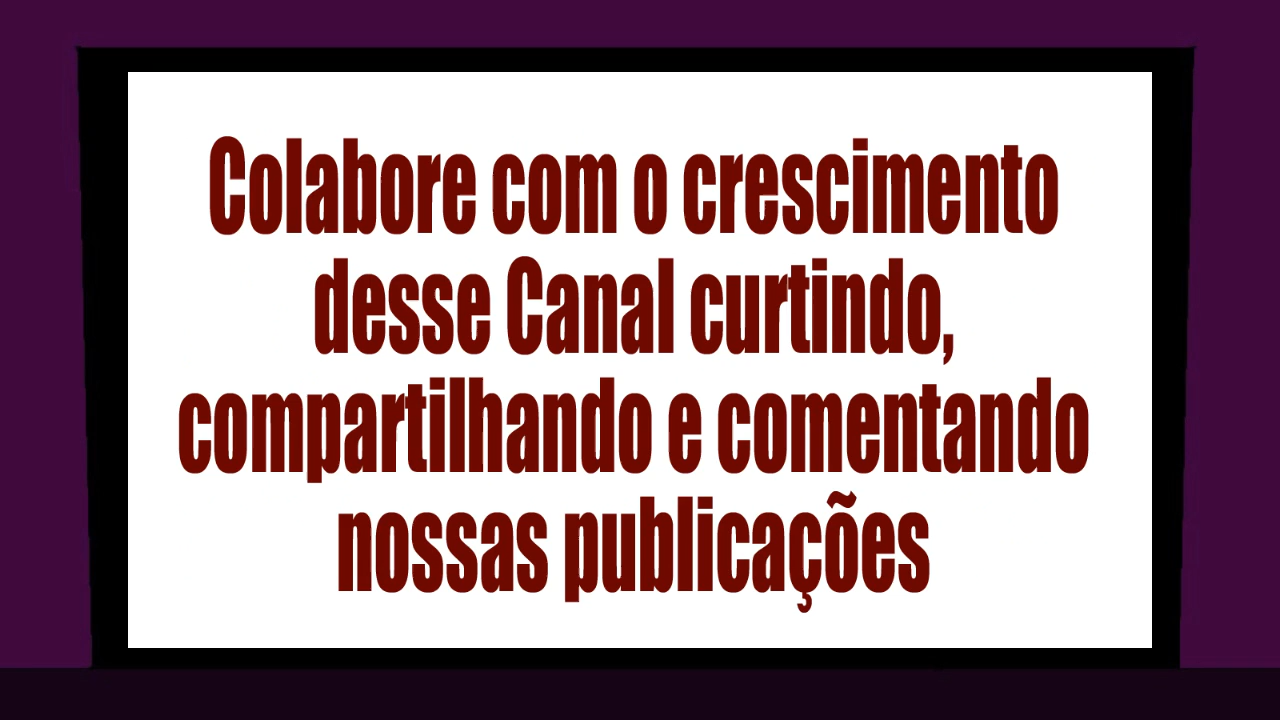 Colabore com o crescimento
desse Canal curtindo,
compartilhando e comentando
nossas publicações